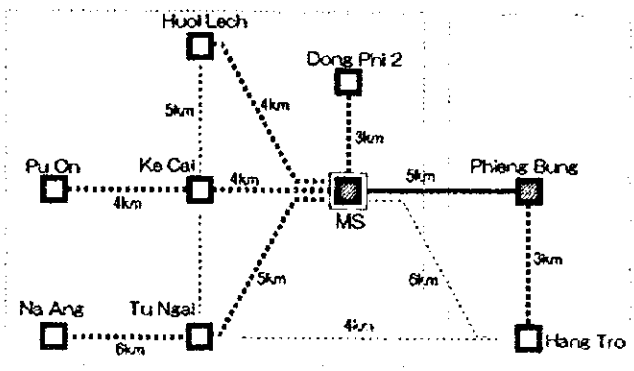 Huoi Lech
Dong Phi 2
5km
4km
3km
Pu On
Ke Cai
4km
5km
Phieng Bung
4km
MS
5km
6km
3km
Na Ang
Tu Ngai
4km
Hang Tro
6km